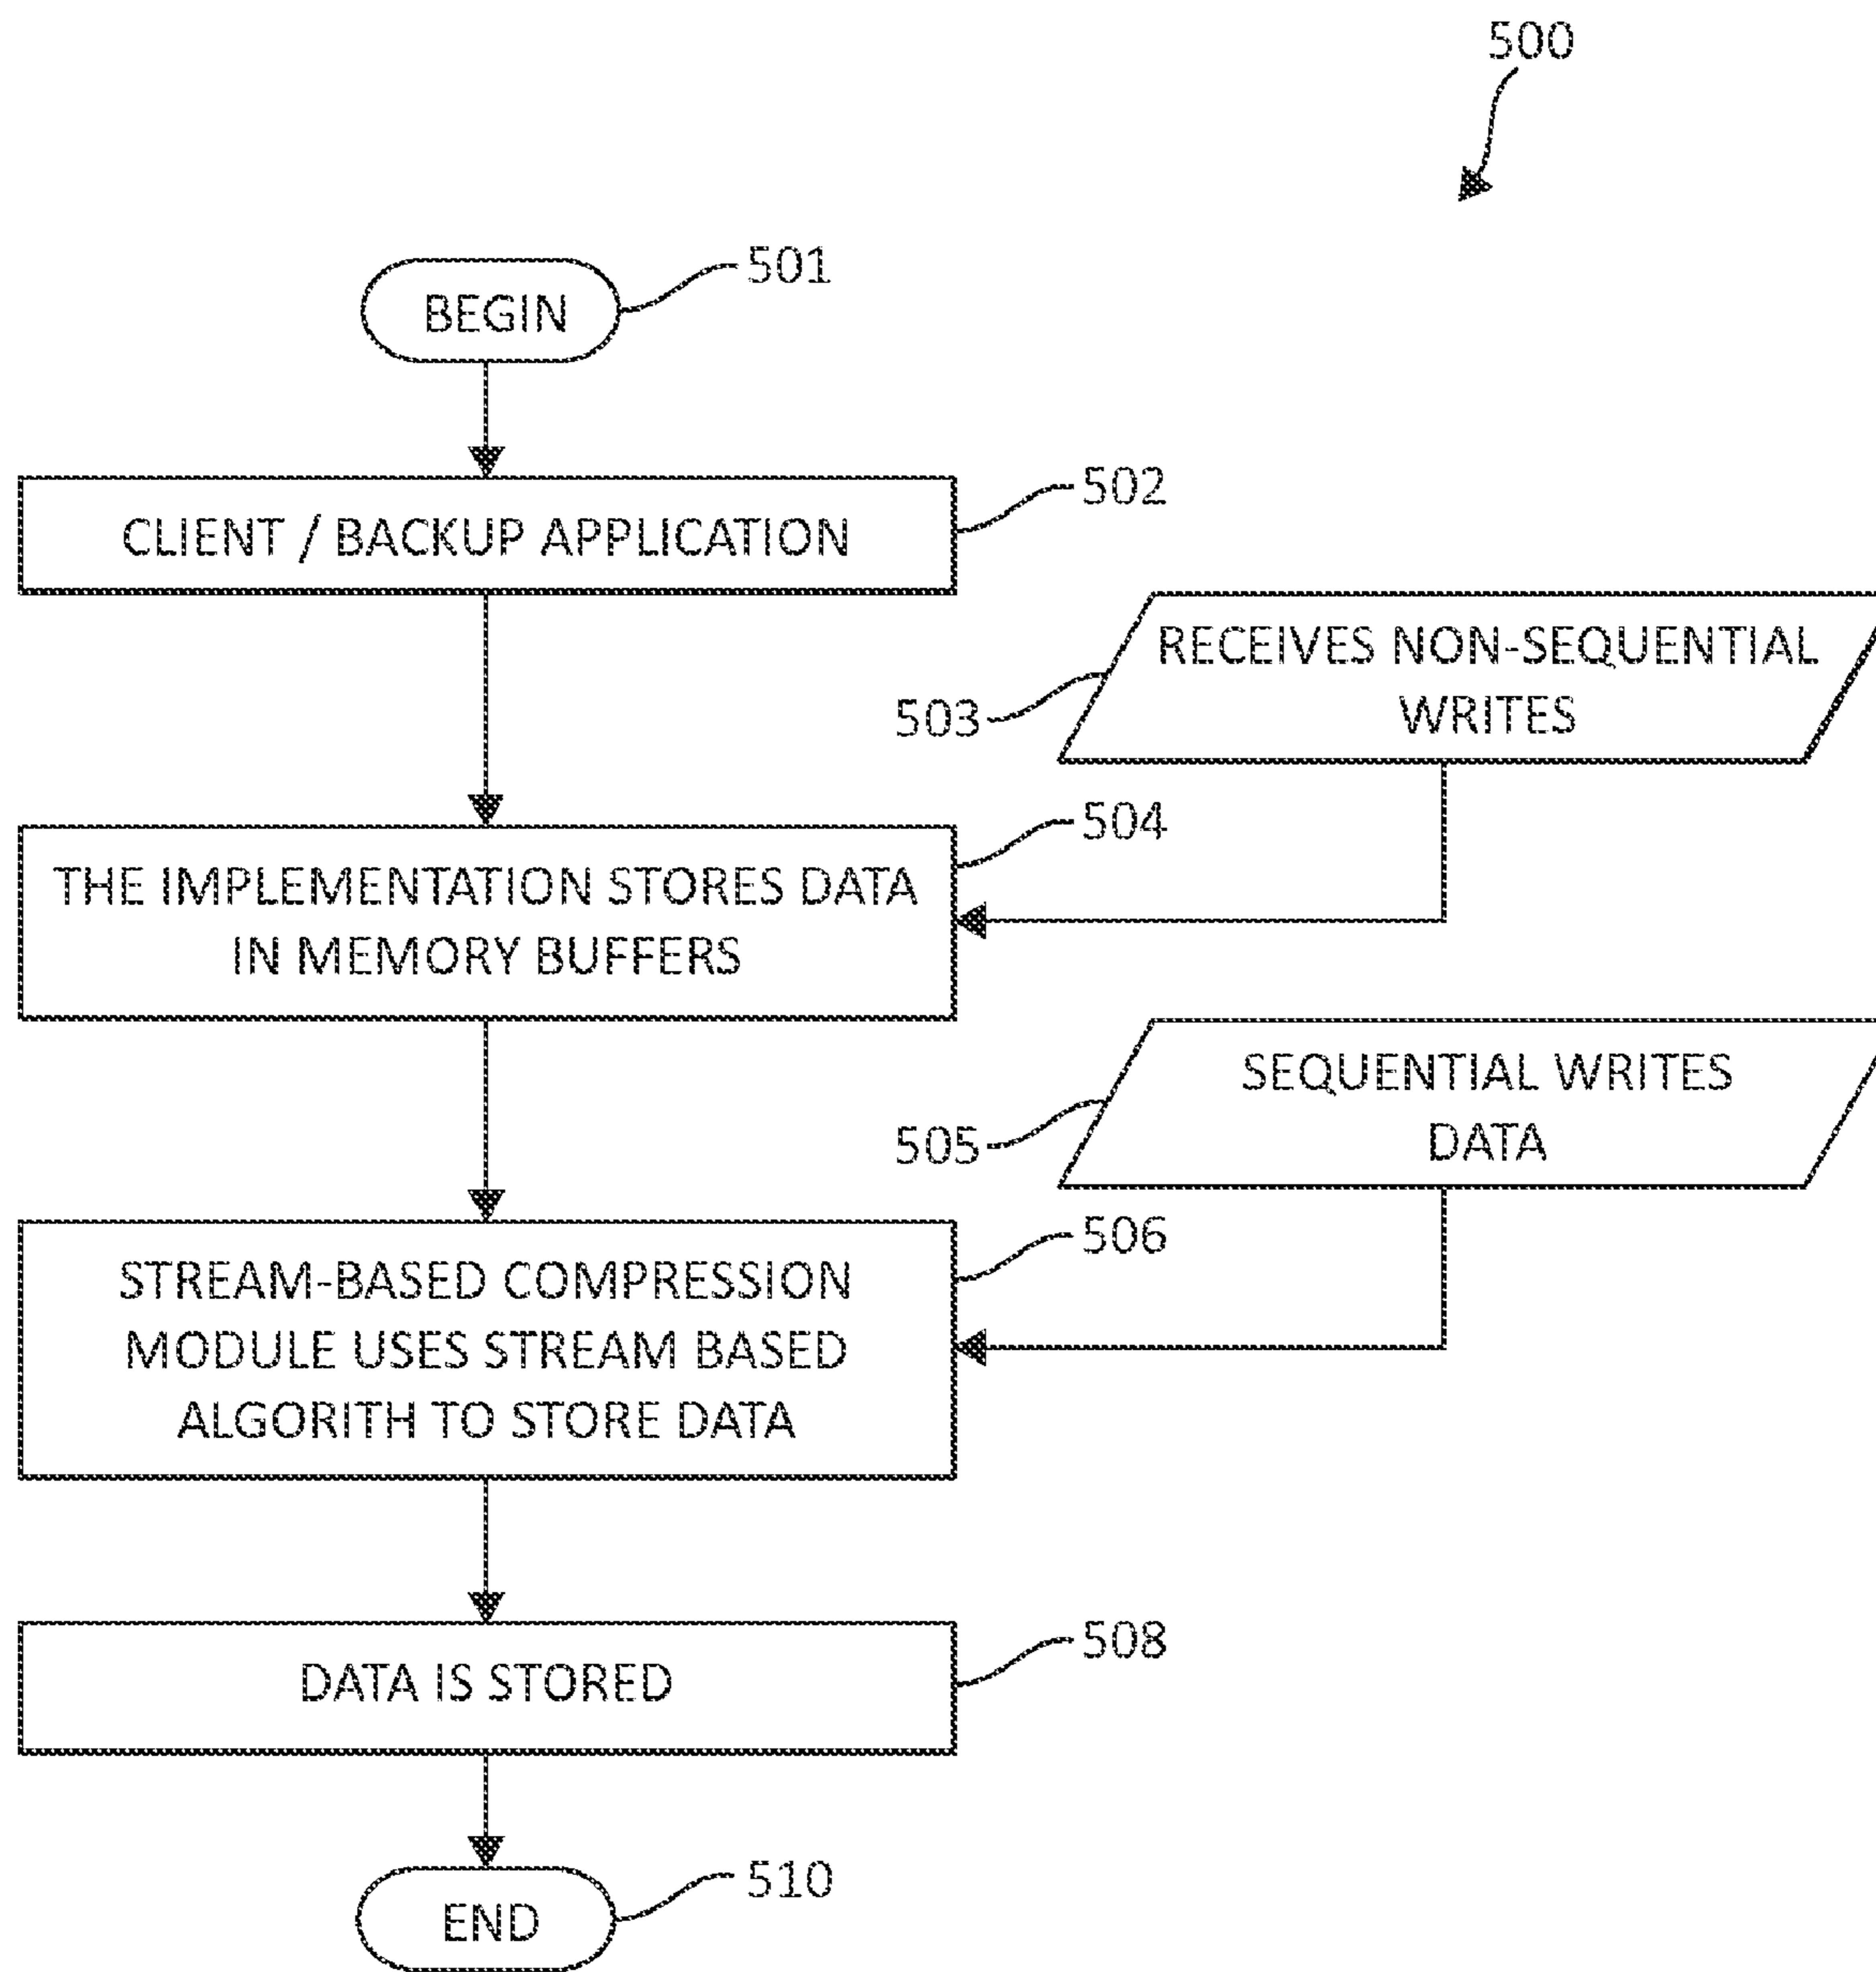 500
501
BEGIN
502
CLIENT / BACKUP APPLICATION
RECEIVES NON-SEQUENTIAL
WRITES
503
504
THE IMPLEMENTATION STORES DATA
IN MEMORY BUFFERS
SEQUENTIAL WRITES
DATA
505
506
STREAM-BASED COMPRESSION
MODULE USES STREAM BASED
ALGORITH TO STORE DATA
508
DATA IS STORED
510
END